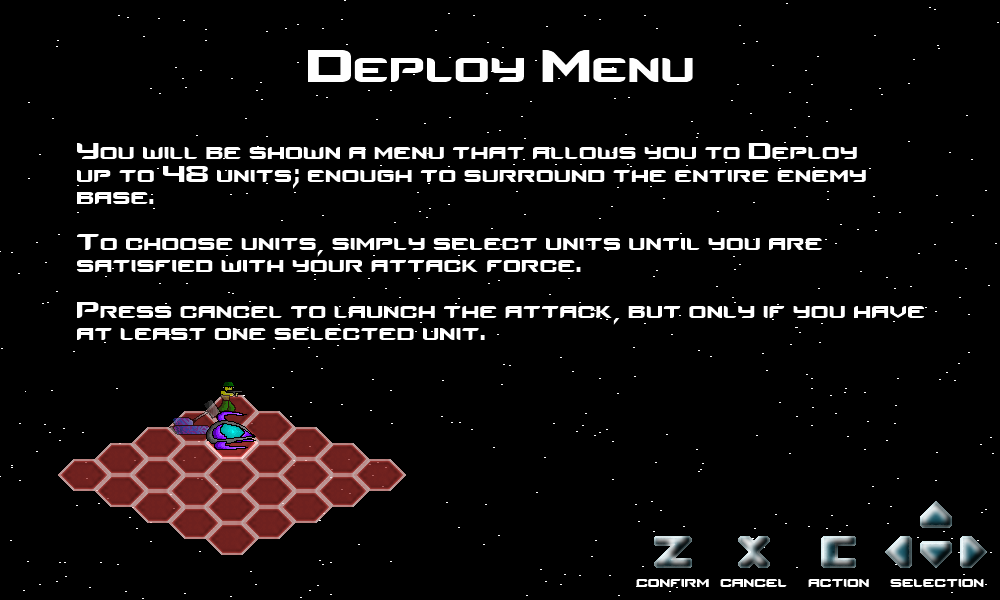 Deploy Menu
You will be shown a menu that allows you to Deploy
up to 48 units; enough to surround the entire enemy
base.
To choose units, simply select units until you are
satisfied with your attack force.
Press cancel to launch the attack, but only if you have
at least one selected unit.
Z X C
confirm cancel action selection